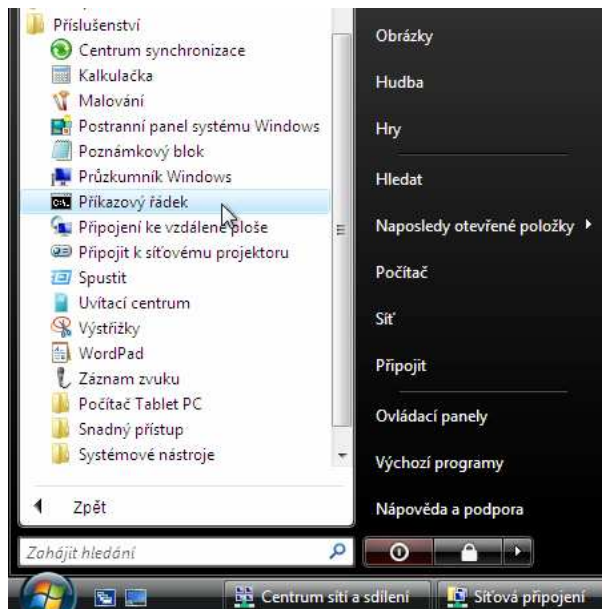 Příslušenství
Centrum synchronizace
Kalkulačka
Malování
Postranní panel systému Windows
Poznámkový blok
Průzkumník Windows
Příkazový řádek
Připojení ke vzdálené ploše
Připojit k síťovému projektoru
Spustit
Uvítací centrum
Výstřižky
WordPad
Záznam zvuku
Počítač Tablet PC
Snadný přístup
Systémové nástroje
Zpět
Zahájit hledání
Obrázky
Hudba
Hry
Hledat
Naposledy otevřené položky
Počítač
Síť
Připojit
Ovládací panely
Výchozí programy
Nápověda a podpora
Centrum sítí a sdílení
Síťová připojení